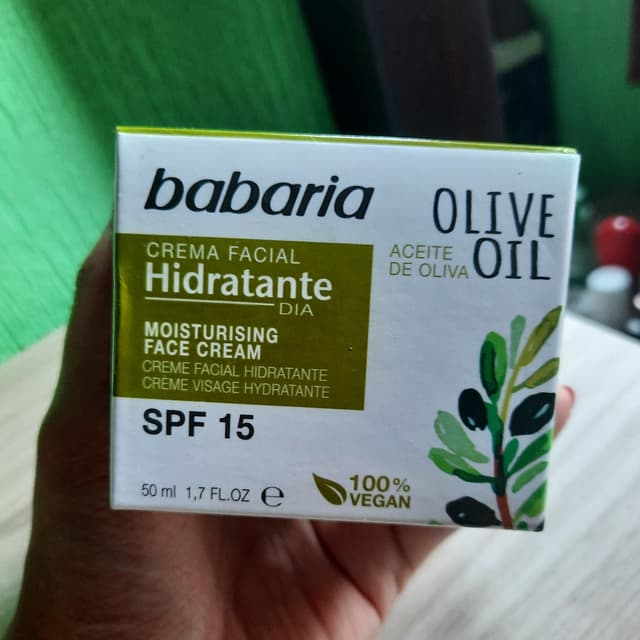 babaria
OLIVE
OIL
ACEITE
DE OLIVA
CREMA FACIAL
Hidratante
DIA
MOISTURISING
FACE CREAM
CREME FACIAL HIDRATANTE
CRÈME VISAGE HYDRATANTE
SPF 15
50 ml 1,7 FL.OZ ℮
100%
VEGAN